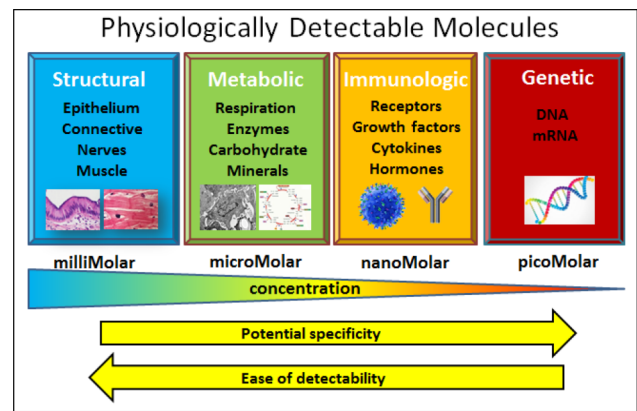 Physiologically Detectable Molecules
Structural
Epithelium
Connective
Nerves
Muscle
Metabolic
Respiration
Enzymes
Carbohydrate
Minerals
Immunologic
Receptors
Growth factors
Cytokines
Hormones
Genetic
DNA
mRNA
milliMolar
microMolar
nanoMolar
picoMolar
concentration
Potential specificity
Ease of detectability